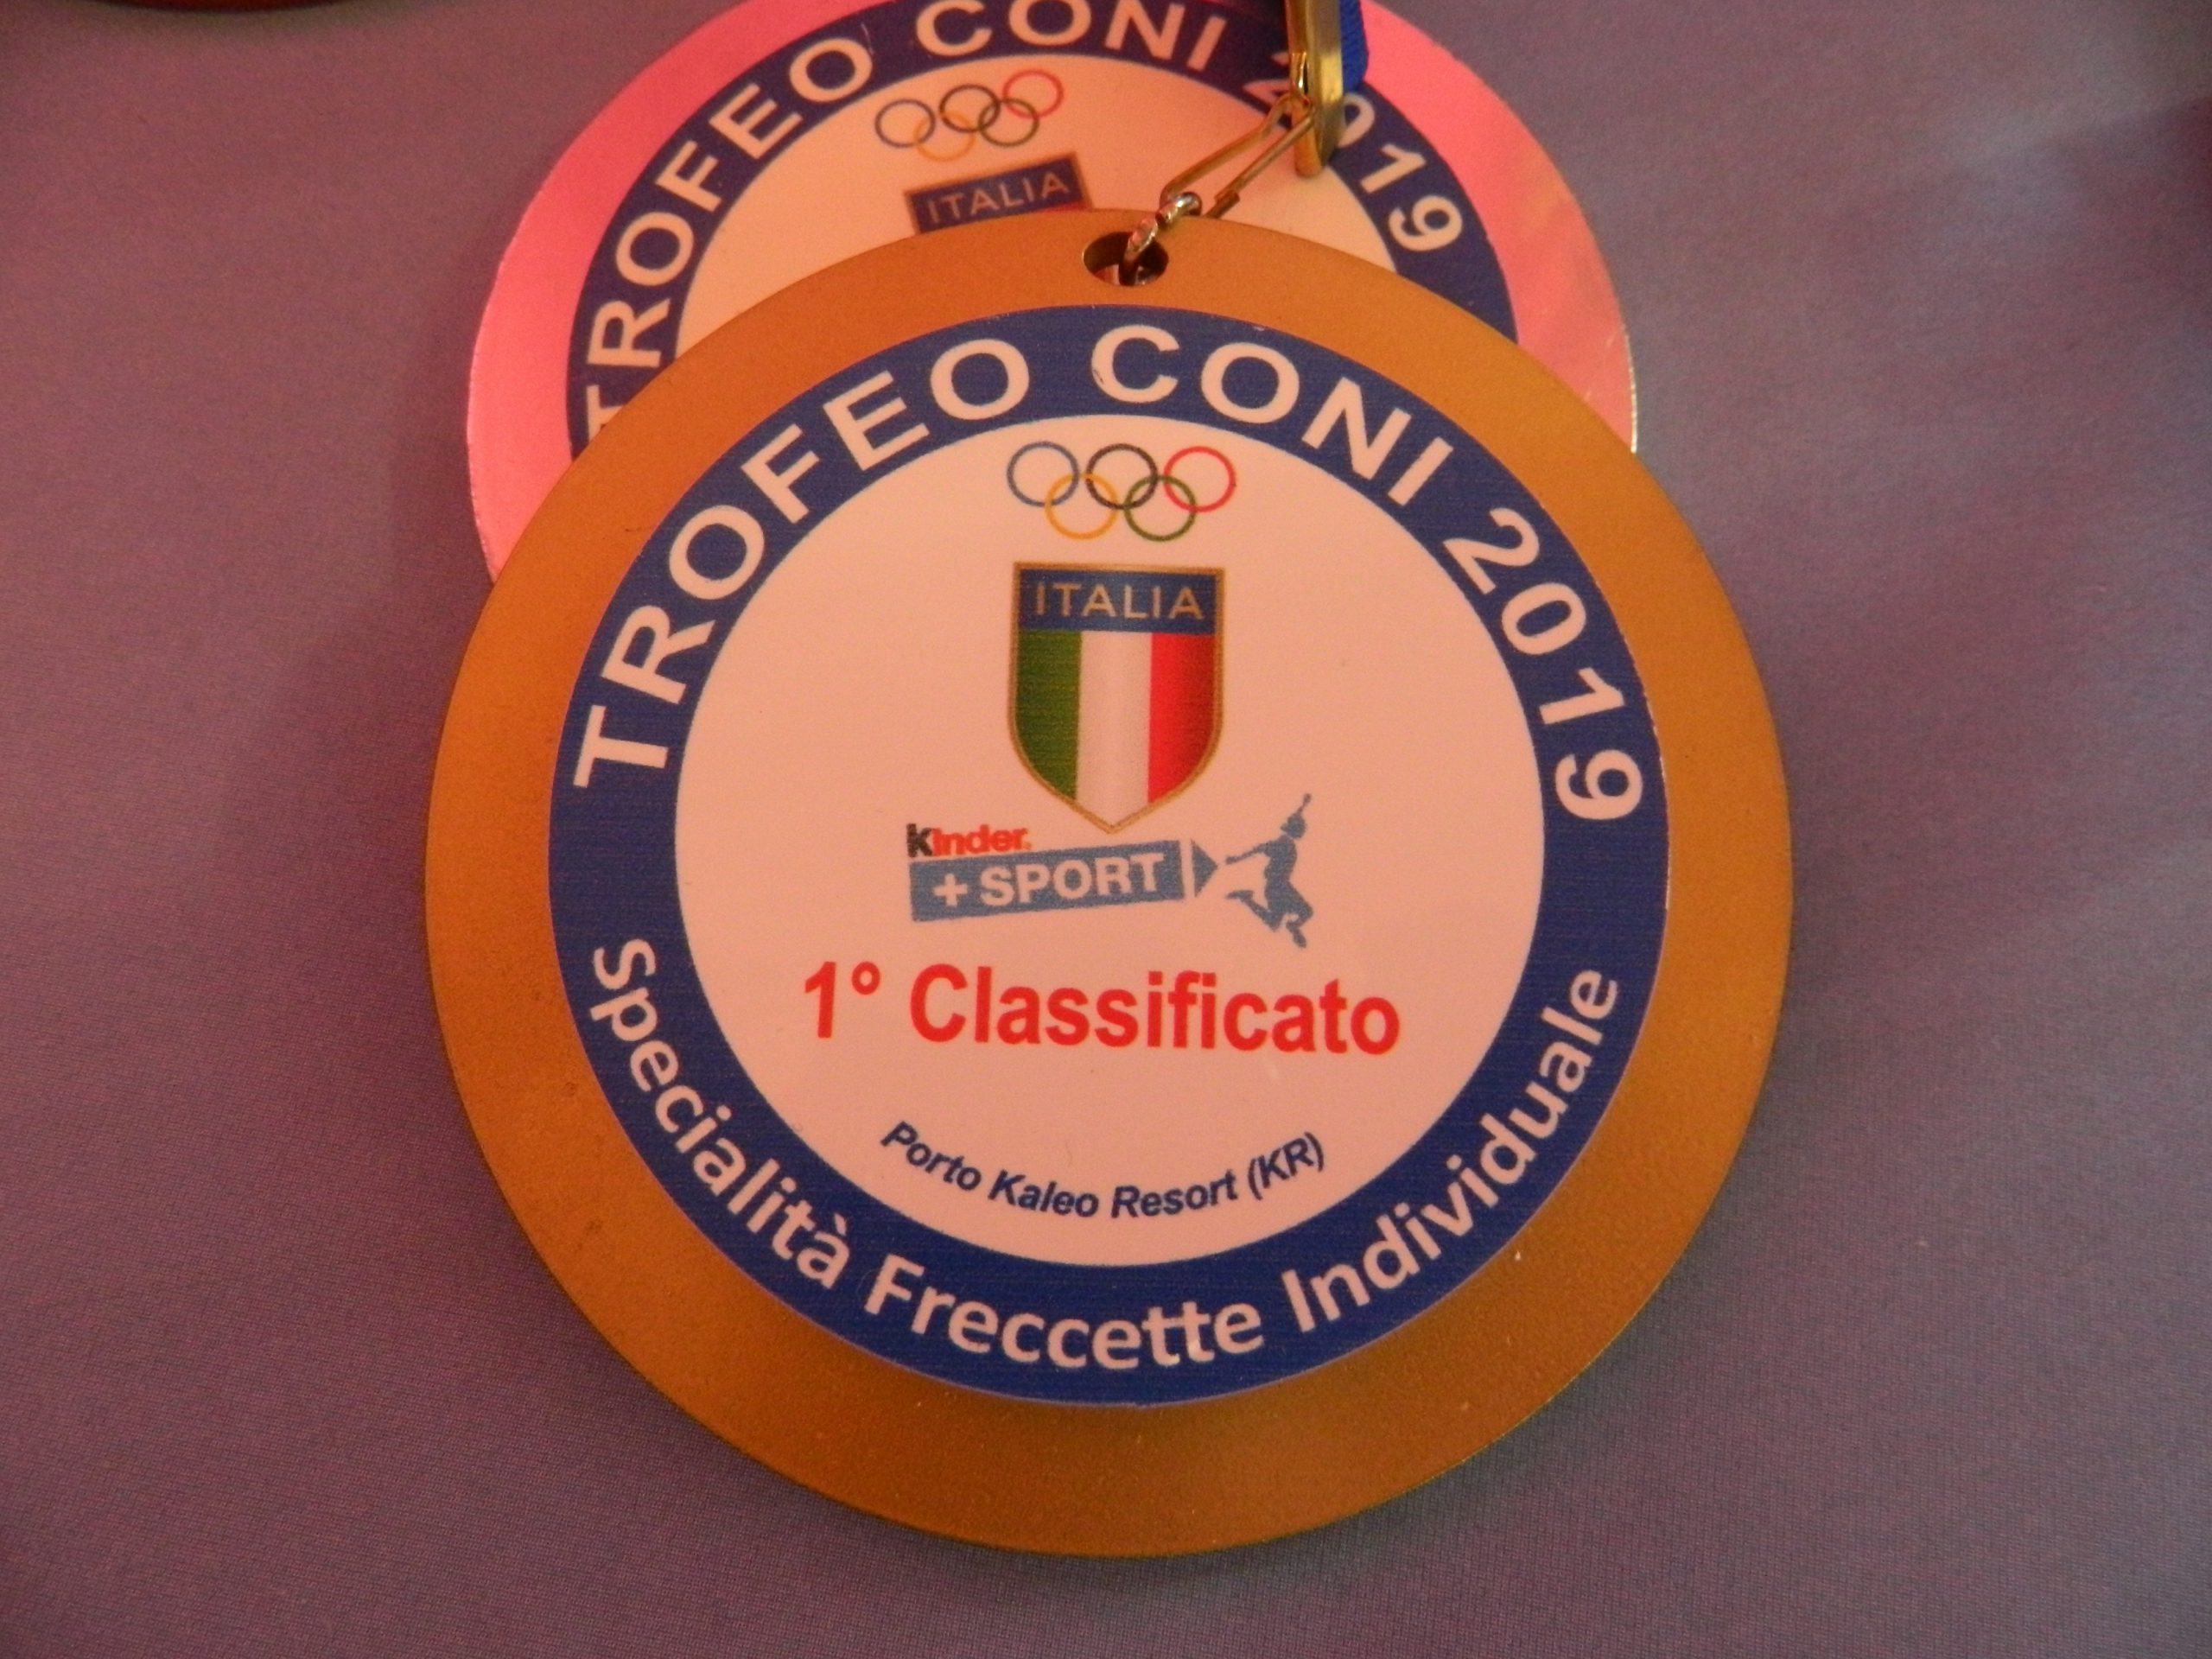 TROFEO CONI 2019
ITALIA
TROFEO CONI 2019
ITALIA
Kinder
+ SPORT
1° Classificato
Porto Kaleo Resort (KR)
Specialità Freccette Individuale